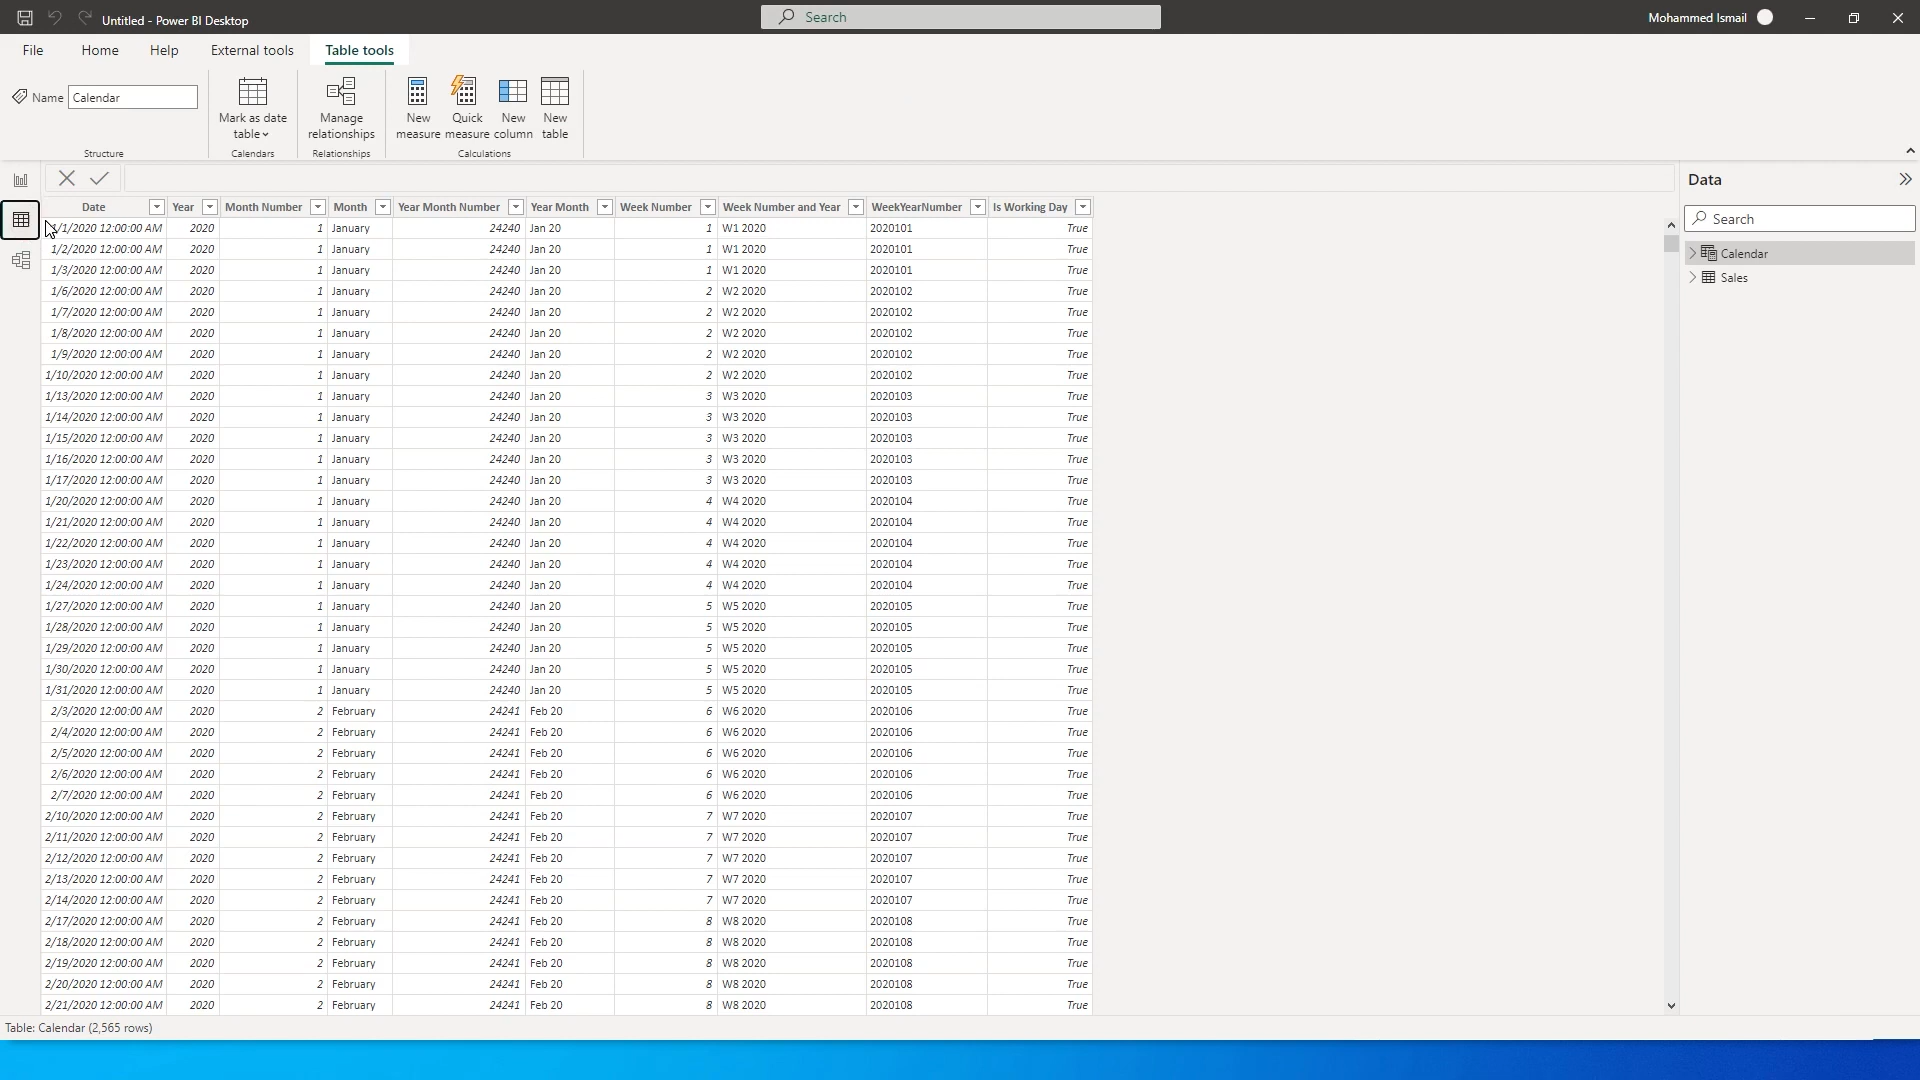 Untitled - Power BI Desktop
Search
Mohammed Ismail
File Home Help External tools Table tools
Name Calendar
Mark as date table
Manage relationships
New measure
Quick measure
New column
New table
Structure Calendars Relationships Calculations
Data
Search
Calendar
Sales
Date Year Month Number Month Year Month Number Year Month Week Number Week Number and Year WeekYearNumber Is Working Day
1/1/2020 12:00:00 AM 2020 1 January 24240 Jan 20 1 W1 2020 2020101 True
1/2/2020 12:00:00 AM 2020 1 January 24240 Jan 20 1 W1 2020 2020101 True
1/3/2020 12:00:00 AM 2020 1 January 24240 Jan 20 1 W1 2020 2020101 True
1/6/2020 12:00:00 AM 2020 1 January 24240 Jan 20 2 W2 2020 2020102 True
1/7/2020 12:00:00 AM 2020 1 January 24240 Jan 20 2 W2 2020 2020102 True
1/8/2020 12:00:00 AM 2020 1 January 24240 Jan 20 2 W2 2020 2020102 True
1/9/2020 12:00:00 AM 2020 1 January 24240 Jan 20 2 W2 2020 2020102 True
1/10/2020 12:00:00 AM 2020 1 January 24240 Jan 20 2 W2 2020 2020102 True
1/13/2020 12:00:00 AM 2020 1 January 24240 Jan 20 3 W3 2020 2020103 True
1/14/2020 12:00:00 AM 2020 1 January 24240 Jan 20 3 W3 2020 2020103 True
1/15/2020 12:00:00 AM 2020 1 January 24240 Jan 20 3 W3 2020 2020103 True
1/16/2020 12:00:00 AM 2020 1 January 24240 Jan 20 3 W3 2020 2020103 True
1/17/2020 12:00:00 AM 2020 1 January 24240 Jan 20 3 W3 2020 2020103 True
1/20/2020 12:00:00 AM 2020 1 January 24240 Jan 20 4 W4 2020 2020104 True
1/21/2020 12:00:00 AM 2020 1 January 24240 Jan 20 4 W4 2020 2020104 True
1/22/2020 12:00:00 AM 2020 1 January 24240 Jan 20 4 W4 2020 2020104 True
1/23/2020 12:00:00 AM 2020 1 January 24240 Jan 20 4 W4 2020 2020104 True
1/24/2020 12:00:00 AM 2020 1 January 24240 Jan 20 4 W4 2020 2020104 True
1/27/2020 12:00:00 AM 2020 1 January 24240 Jan 20 5 W5 2020 2020105 True
1/28/2020 12:00:00 AM 2020 1 January 24240 Jan 20 5 W5 2020 2020105 True
1/29/2020 12:00:00 AM 2020 1 January 24240 Jan 20 5 W5 2020 2020105 True
1/30/2020 12:00:00 AM 2020 1 January 24240 Jan 20 5 W5 2020 2020105 True
1/31/2020 12:00:00 AM 2020 1 January 24240 Jan 20 5 W5 2020 2020105 True
2/3/2020 12:00:00 AM 2020 2 February 24241 Feb 20 6 W6 2020 2020106 True
2/4/2020 12:00:00 AM 2020 2 February 24241 Feb 20 6 W6 2020 2020106 True
2/5/2020 12:00:00 AM 2020 2 February 24241 Feb 20 6 W6 2020 2020106 True
2/6/2020 12:00:00 AM 2020 2 February 24241 Feb 20 6 W6 2020 2020106 True
2/7/2020 12:00:00 AM 2020 2 February 24241 Feb 20 6 W6 2020 2020106 True
2/10/2020 12:00:00 AM 2020 2 February 24241 Feb 20 7 W7 2020 2020107 True
2/11/2020 12:00:00 AM 2020 2 February 24241 Feb 20 7 W7 2020 2020107 True
2/12/2020 12:00:00 AM 2020 2 February 24241 Feb 20 7 W7 2020 2020107 True
2/13/2020 12:00:00 AM 2020 2 February 24241 Feb 20 7 W7 2020 2020107 True
2/14/2020 12:00:00 AM 2020 2 February 24241 Feb 20 7 W7 2020 2020107 True
2/17/2020 12:00:00 AM 2020 2 February 24241 Feb 20 8 W8 2020 2020108 True
2/18/2020 12:00:00 AM 2020 2 February 24241 Feb 20 8 W8 2020 2020108 True
2/19/2020 12:00:00 AM 2020 2 February 24241 Feb 20 8 W8 2020 2020108 True
2/20/2020 12:00:00 AM 2020 2 February 24241 Feb 20 8 W8 2020 2020108 True
2/21/2020 12:00:00 AM 2020 2 February 24241 Feb 20 8 W8 2020 2020108 True
Table: Calendar (2,565 rows)